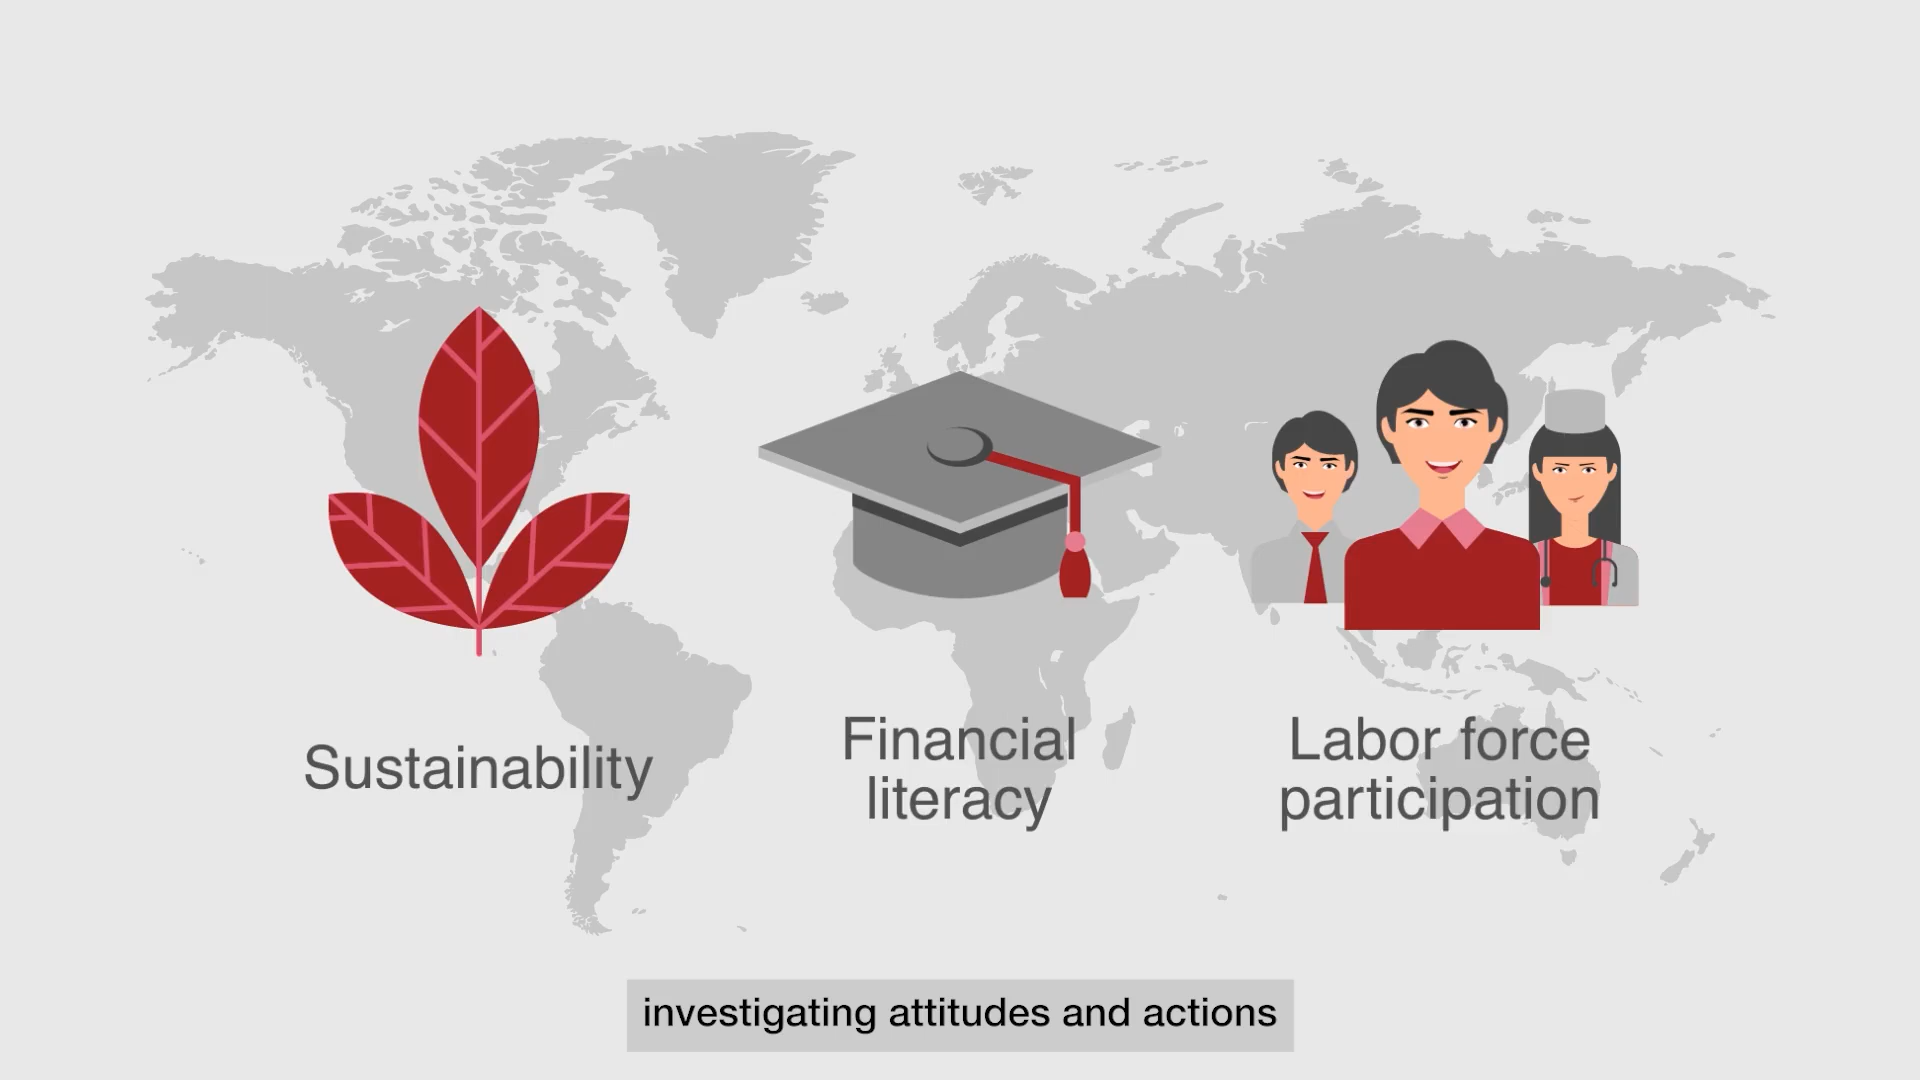 Sustainability
Financial
literacy
Labor force
participation
investigating attitudes and actions